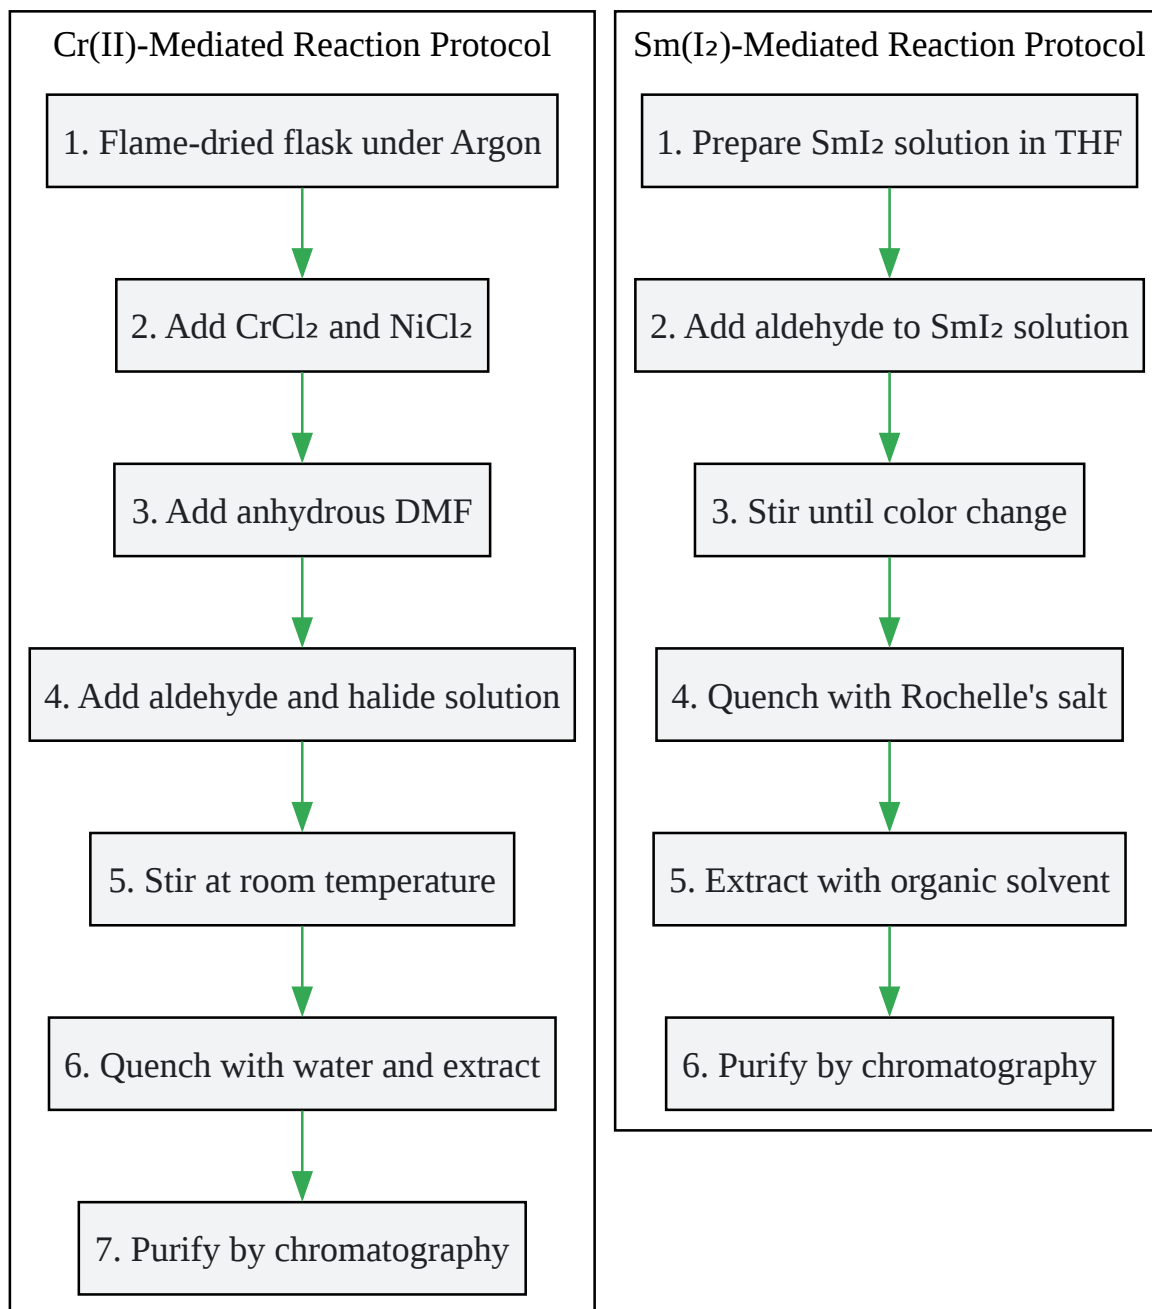 Cr(II)-Mediated Reaction Protocol
1. Flame-dried flask under Argon
2. Add CrCl₂ and NiCl₂
3. Add anhydrous DMF
4. Add aldehyde and halide solution
5. Stir at room temperature
6. Quench with water and extract
7. Purify by chromatography
Sm(I₂)-Mediated Reaction Protocol
1. Prepare SmI₂ solution in THF
2. Add aldehyde to SmI₂ solution
3. Stir until color change
4. Quench with Rochelle's salt
5. Extract with organic solvent
6. Purify by chromatography